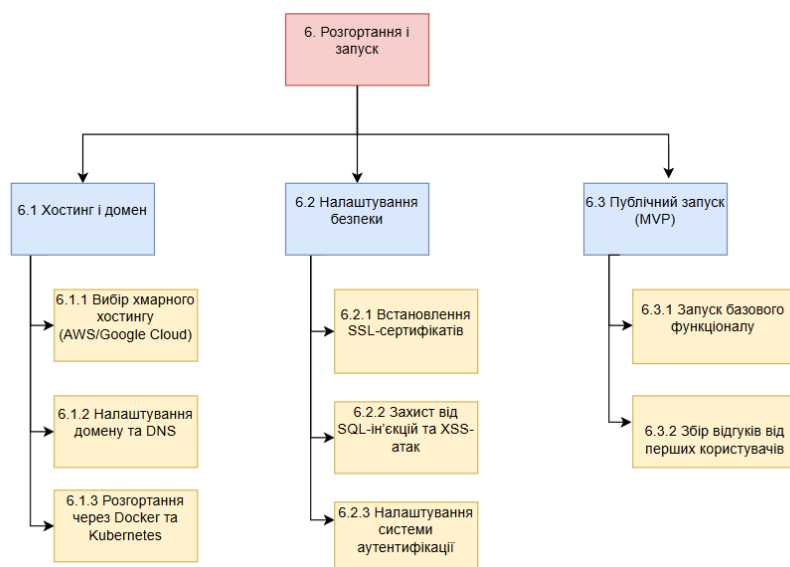 6. Розгортання і
запуск
6.1 Хостинг і домен
6.2 Налаштування
безпеки
6.3 Публічний запуск
(MVP)
6.1.1 Вибір хмарного
хостингу
(AWS/Google Cloud)
6.1.2 Налаштування
домену та DNS
6.1.3 Розгортання
через Docker та
Kubernetes
6.2.1 Встановлення
SSL-сертифікатів
6.2.2 Захист від
SQL-ін’єкцій та XSS-
атак
6.2.3 Налаштування
системи
аутентифікації
6.3.1 Запуск базового
функціоналу
6.3.2 Збір відгуків від
перших користувачів